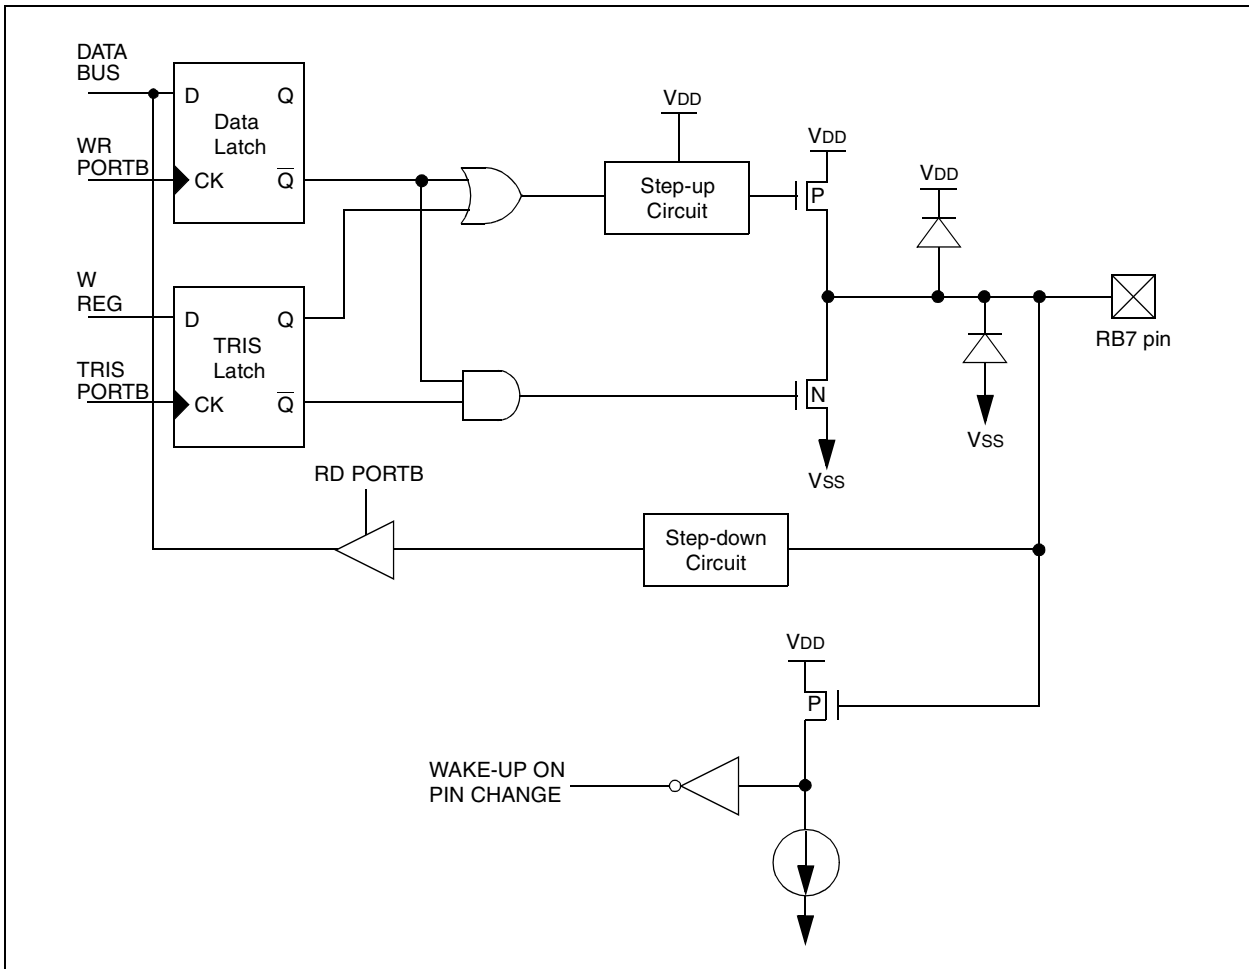 DATA
BUS
D
Q
Data
Latch
WR
PORTB
CK
Q̅
VDD
Step-up
Circuit
VDD
P
VDD
W
REG
D
Q
TRIS
Latch
TRIS
PORTB
CK
Q̅
RB7 pin
N
VSS
VSS
RD PORTB
Step-down
Circuit
VDD
P
WAKE-UP ON
PIN CHANGE